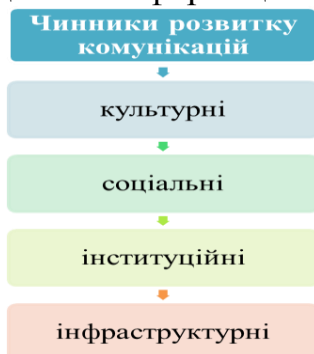 Чинники розвитку
комунікацій
культурні
соціальні
інституційні
інфраструктурні